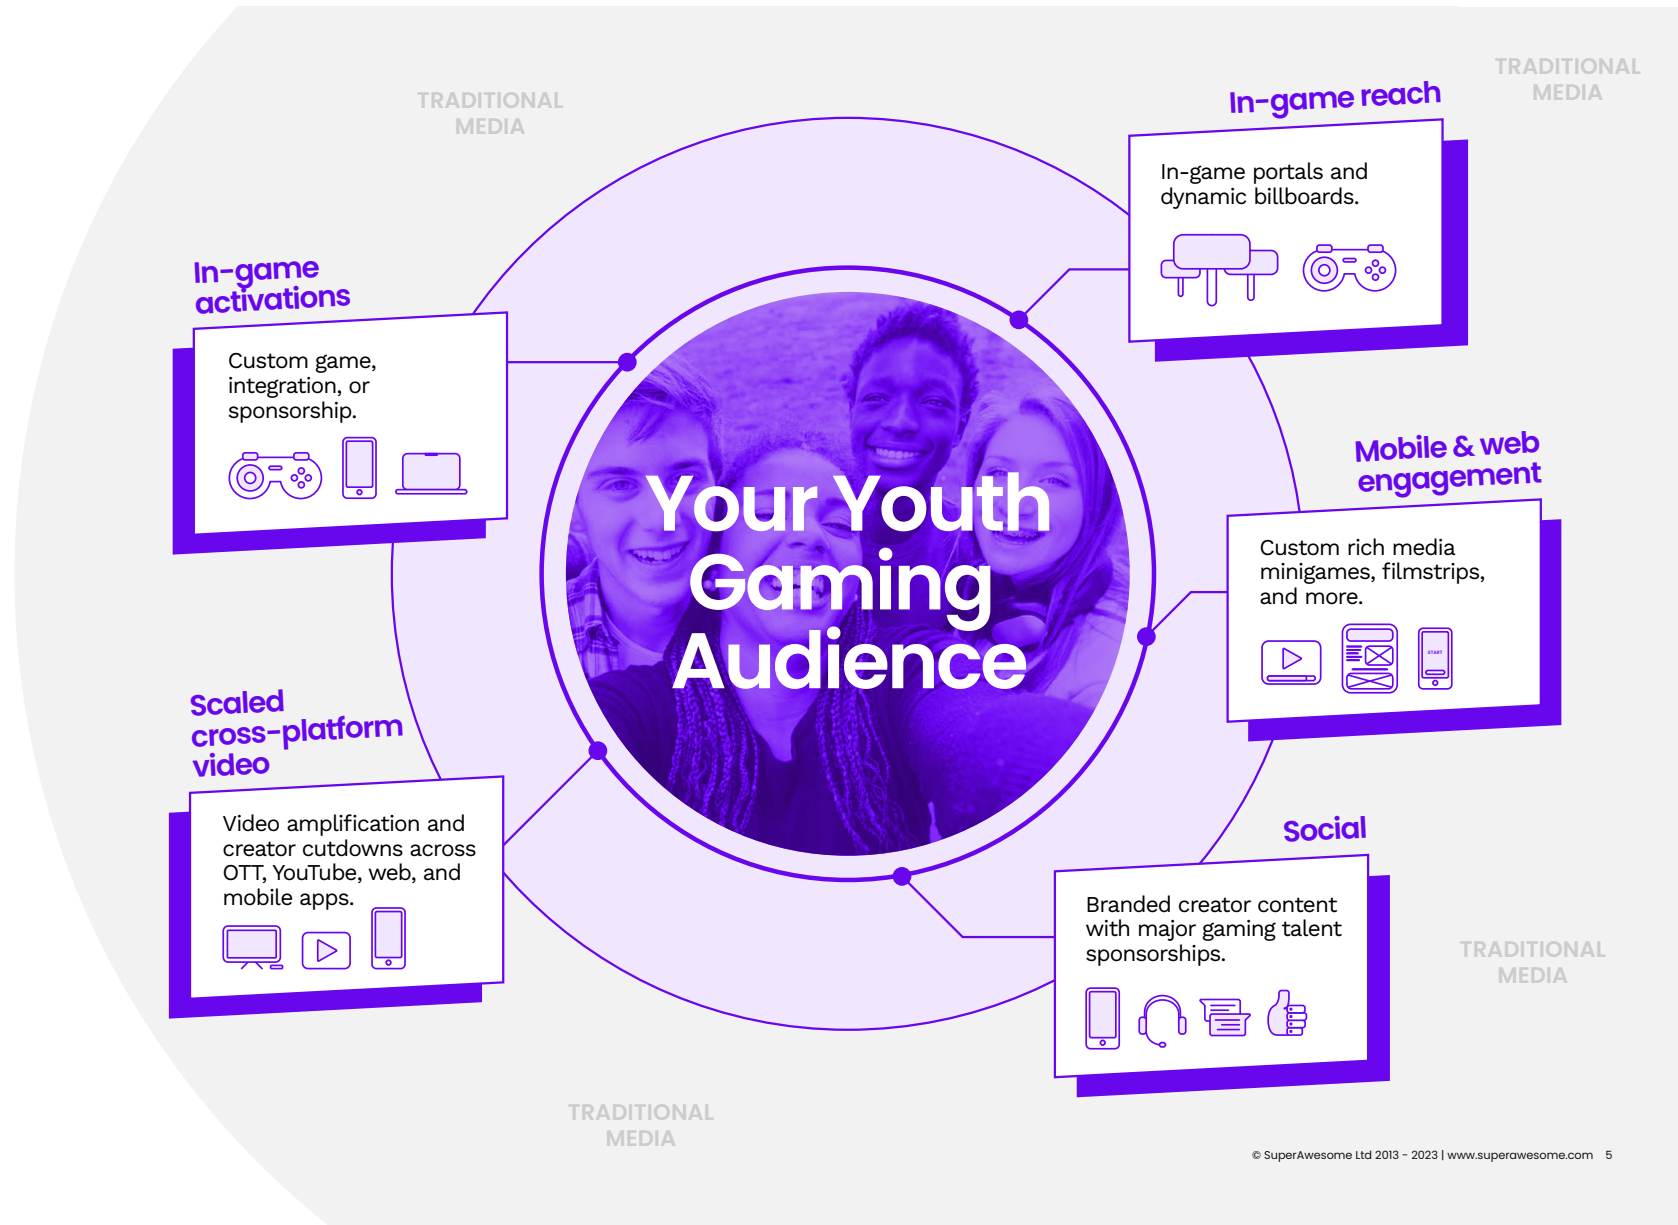 TRADITIONAL
MEDIA
TRADITIONAL
MEDIA
In-game reach
In-game portals and
dynamic billboards.
In-game
activations
Custom game,
integration, or
sponsorship.
Your Youth
Gaming
Audience
Mobile & web
engagement
Custom rich media
minigames, filmstrips,
and more.
START
Scaled
cross-platform
video
Video amplification and
creator cutdowns across
OTT, YouTube, web, and
mobile apps.
Social
Branded creator content
with major gaming talent
sponsorships.
TRADITIONAL
MEDIA
TRADITIONAL
MEDIA
© SuperAwesome Ltd 2013 - 2023 | www.superawesome.com 5